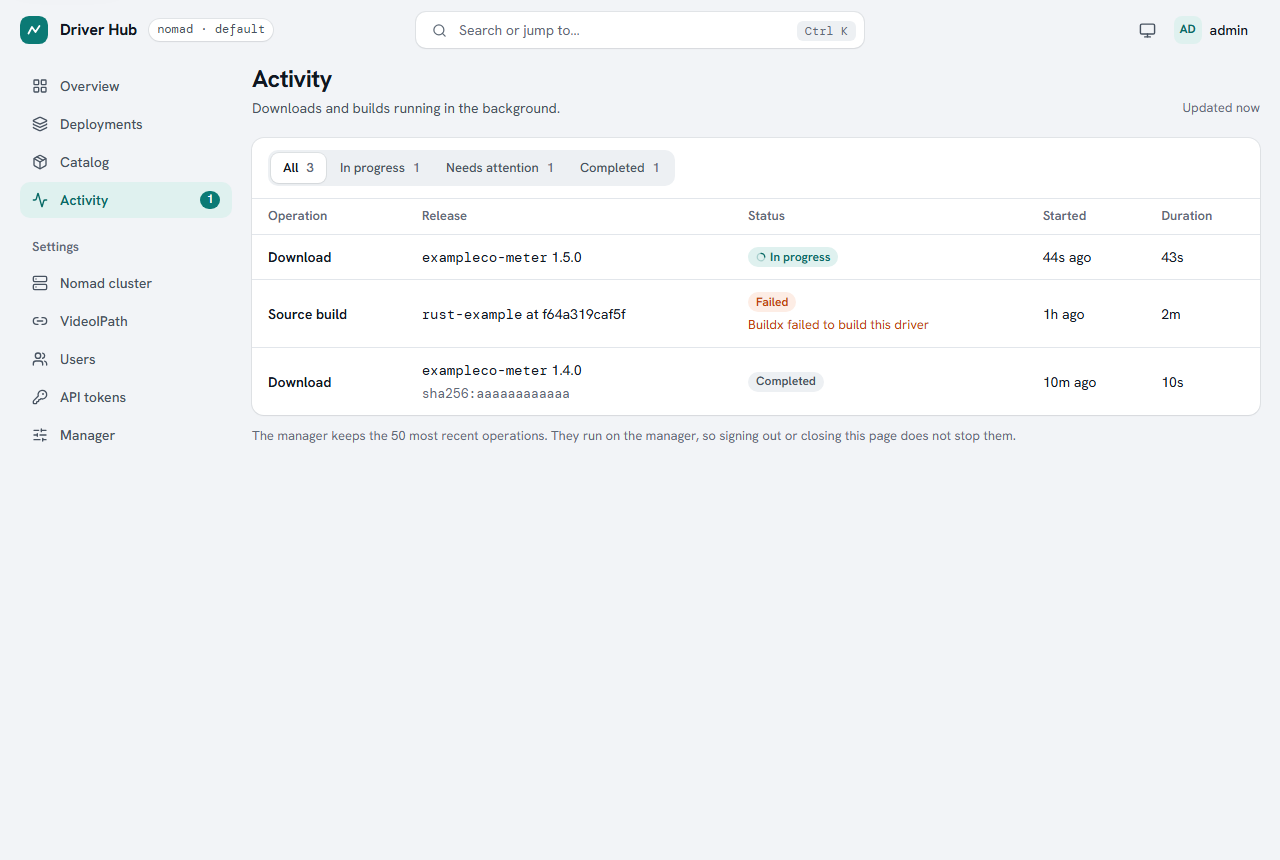 Driver Hub
nomad · default
Search or jump to...
Ctrl K
AD
admin
Overview
Deployments
Catalog
Activity
1
Settings
Nomad cluster
VideoIPath
Users
API tokens
Manager
Activity
Downloads and builds running in the background.
Updated now
All 3
In progress 1
Needs attention 1
Completed 1
Operation Release Status Started Duration
Download exampleco-meter 1.5.0 In progress 44s ago 43s
Source build rust-example at f64a319caf5f Failed 1h ago 2m
Buildx failed to build this driver
Download exampleco-meter 1.4.0 Completed 10m ago 10s
sha256:aaaaaaaaaaaa
The manager keeps the 50 most recent operations. They run on the manager, so signing out or closing this page does not stop them.